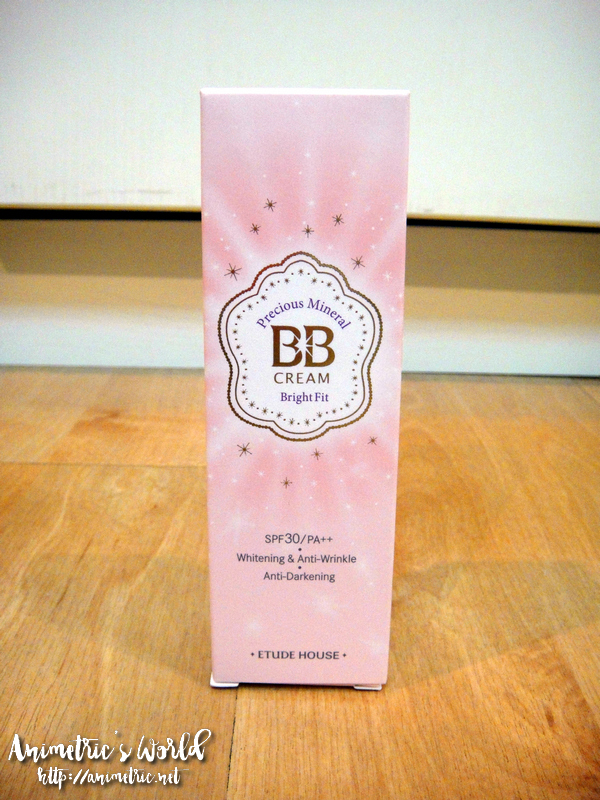 Precious Mineral
BB
CREAM
Bright Fit
SPF30/PA++
Whitening & Anti-Wrinkle
Anti-Darkening
ETUDE HOUSE
Animetric's World
http://animetric.net